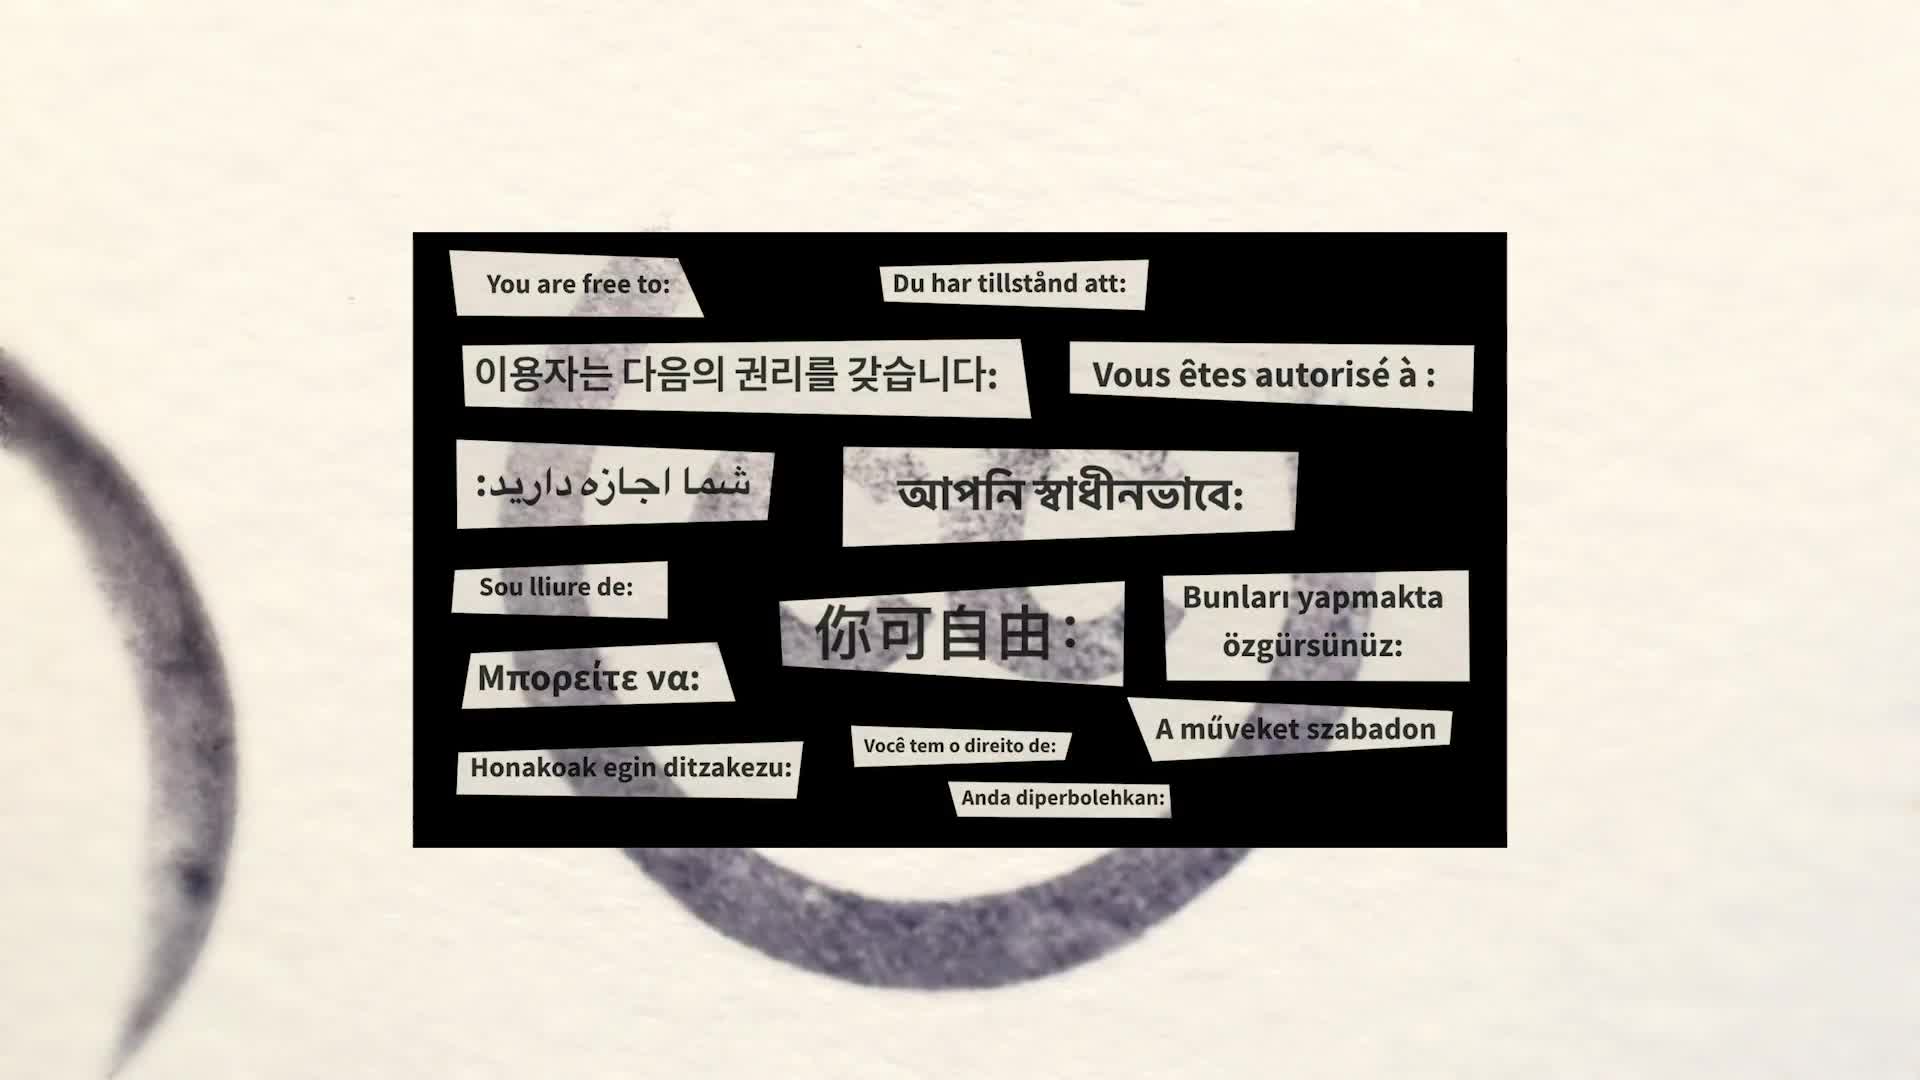 You are free to:
Du har tillstånd att:
이용자는 다음의 권리를 갖습니다:
Vous êtes autorisé à :
شما اجازه دارید:
আপনি স্বাধীনভাবে:
Sou lliure de:
你可自由：
Bunları yapmakta
özgürsünüz:
Μπορείτε να:
A műveket szabadon
Você tem o direito de:
Honakoak egin ditzakezu:
Anda diperbolehkan: